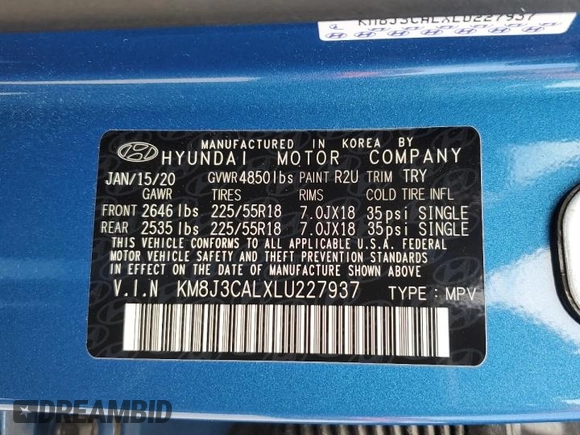 L KM8J3CALXLU227937
MANUFACTURED IN KOREA BY
HYUNDAI MOTOR COMPANY
JAN/15/20 GVWR 4850 lbs PAINT R2U TRIM TRY
GAWR TIRES RIMS COLD TIRE INFL
FRONT 2646 lbs 225/55R18 7.0JX18 35psi SINGLE
REAR 2535 lbs 225/55R18 7.0JX18 35psi SINGLE
THIS VEHICLE CONFORMS TO ALL APPLICABLE U.S.A. FEDERAL
MOTOR VEHICLE SAFETY AND THEFT PREVENTION STANDARDS
IN EFFECT ON THE DATE OF MANUFACTURE SHOWN ABOVE.
V.I.N KM8J3CALXLU227937 TYPE : MPV
DREAMBID